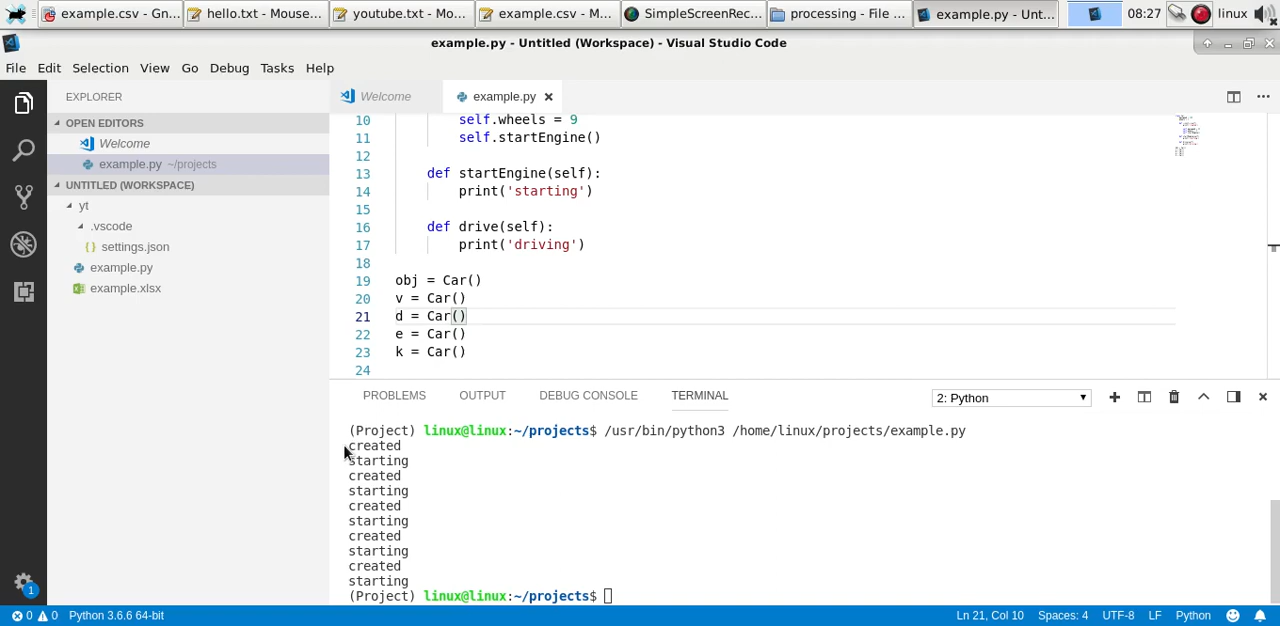 example.csv - Gn...
hello.txt - Mouse...
youtube.txt - Mo...
example.csv - M...
SimpleScreenRec...
processing - File ...
example.py - Unt...
08:27
linux
example.py - Untitled (Workspace) - Visual Studio Code
File Edit Selection View Go Debug Tasks Help
EXPLORER
OPEN EDITORS
Welcome
example.py ~/projects
UNTITLED (WORKSPACE)
yt
.vscode
{ } settings.json
example.py
example.xlsx
1
Welcome
example.py
10 self.wheels = 9
11 self.startEngine()
12
13 def startEngine(self):
14 print('starting')
15
16 def drive(self):
17 print('driving')
18
19 obj = Car()
20 v = Car()
21 d = Car()
22 e = Car()
23 k = Car()
24
PROBLEMS OUTPUT DEBUG CONSOLE TERMINAL
2: Python
(Project) linux@linux:~/projects$ /usr/bin/python3 /home/linux/projects/example.py
created
starting
created
starting
created
starting
created
starting
created
starting
(Project) linux@linux:~/projects$
0 0 Python 3.6.6 64-bit
Ln 21, Col 10 Spaces: 4 UTF-8 LF Python